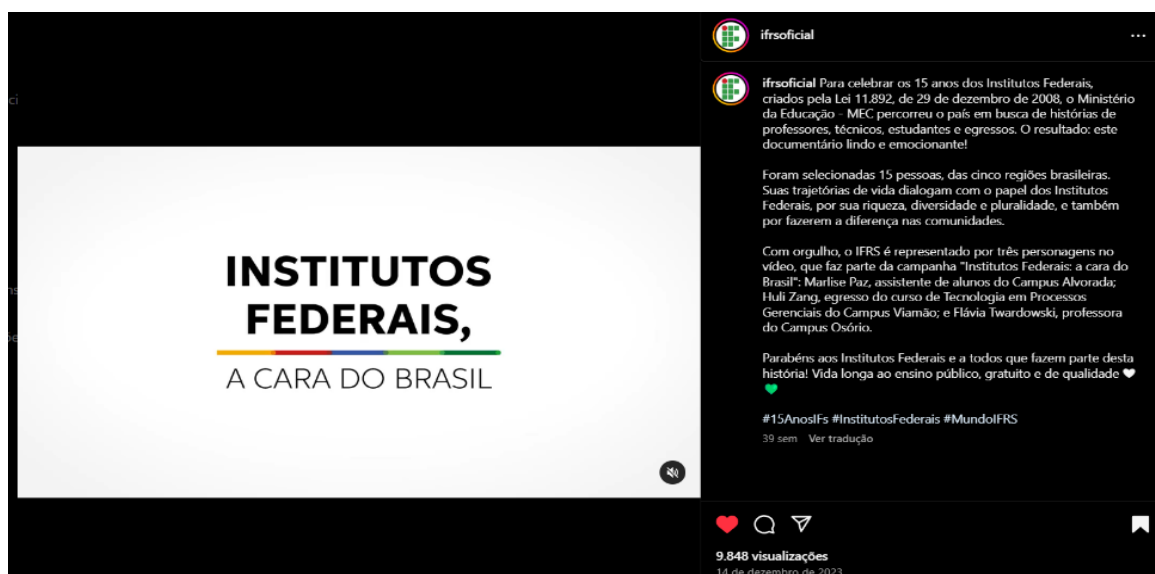 ifrsoficial
ifrsoficial Para celebrar os 15 anos dos Institutos Federais,
criados pela Lei 11.892, de 29 de dezembro de 2008, o Ministério
da Educação - MEC percorreu o país em busca de histórias de
professores, técnicos, estudantes e egressos. O resultado: este
documentário lindo e emocionante!
Foram selecionadas 15 pessoas, das cinco regiões brasileiras.
Suas trajetórias de vida dialogam com o papel dos Institutos
Federais, por sua riqueza, diversidade e pluralidade, e também
por fazerem a diferença nas comunidades.
Com orgulho, o IFRS é representado por três personagens no
vídeo, que faz parte da campanha "Institutos Federais: a cara do
Brasil": Marlise Paz, assistente de alunos do Campus Alvorada;
Huli Zang, egresso do curso de Tecnologia em Processos
Gerenciais do Campus Viamão; e Flávia Twardowski, professora
do Campus Osório.
Parabéns aos Institutos Federais e a todos que fazem parte desta
história! Vida longa ao ensino público, gratuito e de qualidade
#15AnosIFs #InstitutosFederais #MundoIFRS
39 sem Ver tradução
INSTITUTOS
FEDERAIS,
A CARA DO BRASIL
9.848 visualizações
14 de dezembro de 2023